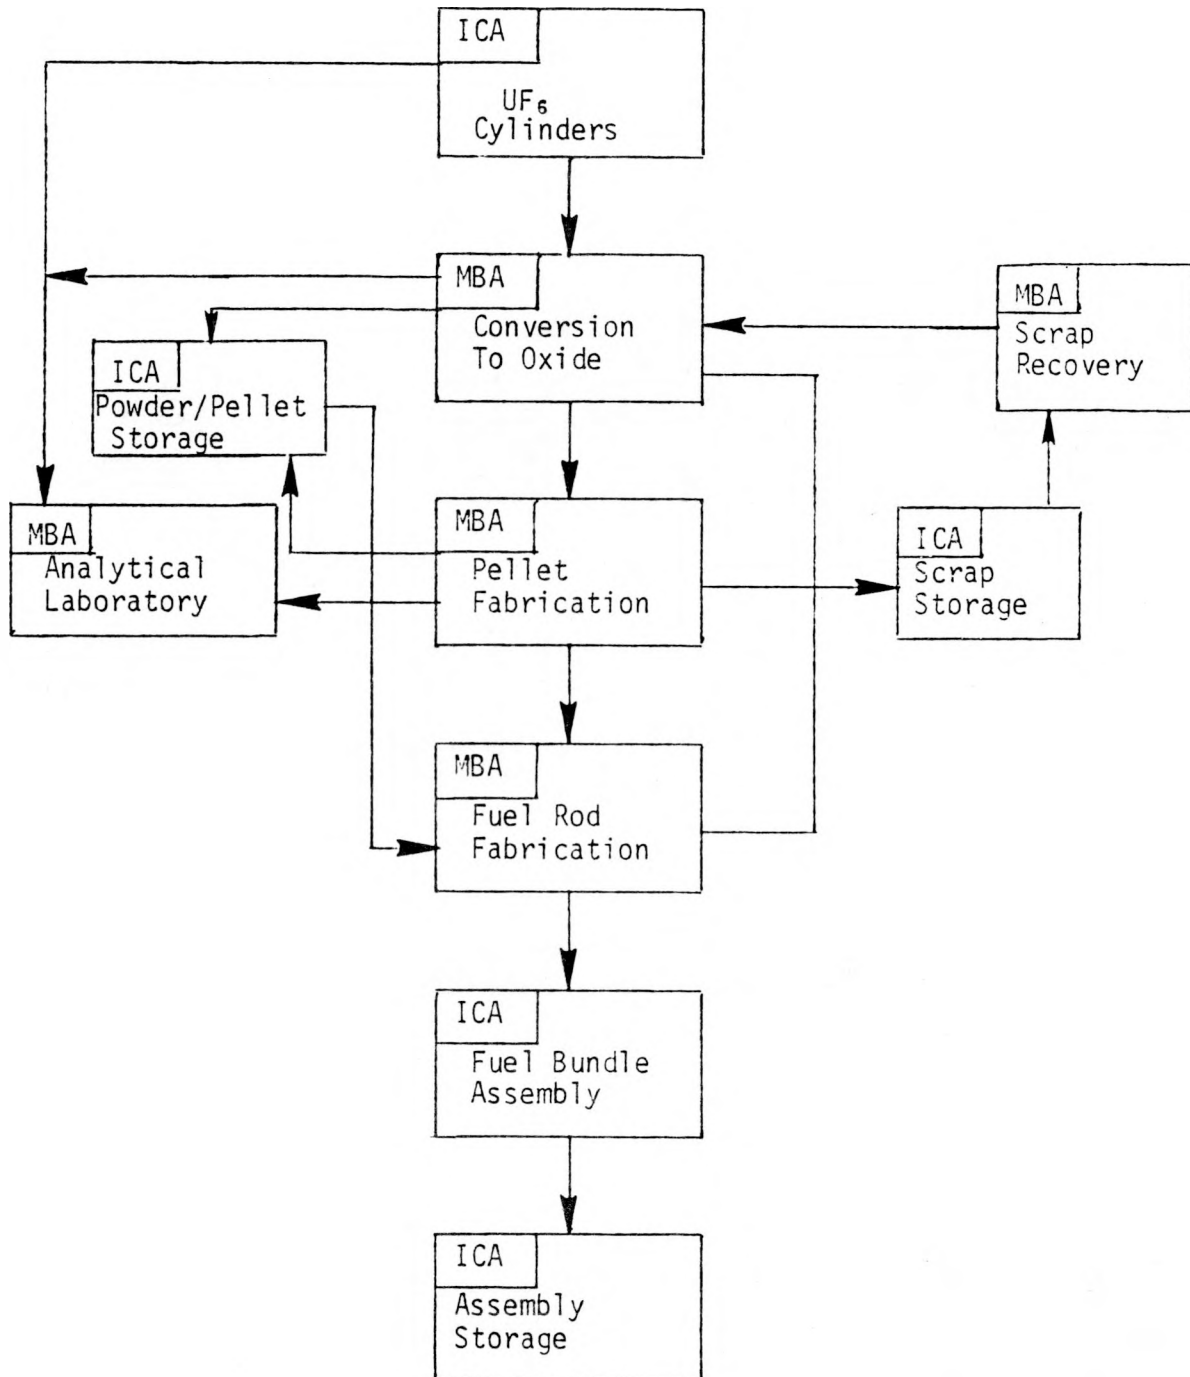 ICA
UF₆
Cylinders
MBA
Conversion
To Oxide
MBA
Scrap
Recovery
ICA
Powder/Pellet
Storage
MBA
Analytical
Laboratory
MBA
Pellet
Fabrication
ICA
Scrap
Storage
MBA
Fuel Rod
Fabrication
ICA
Fuel Bundle
Assembly
ICA
Assembly
Storage